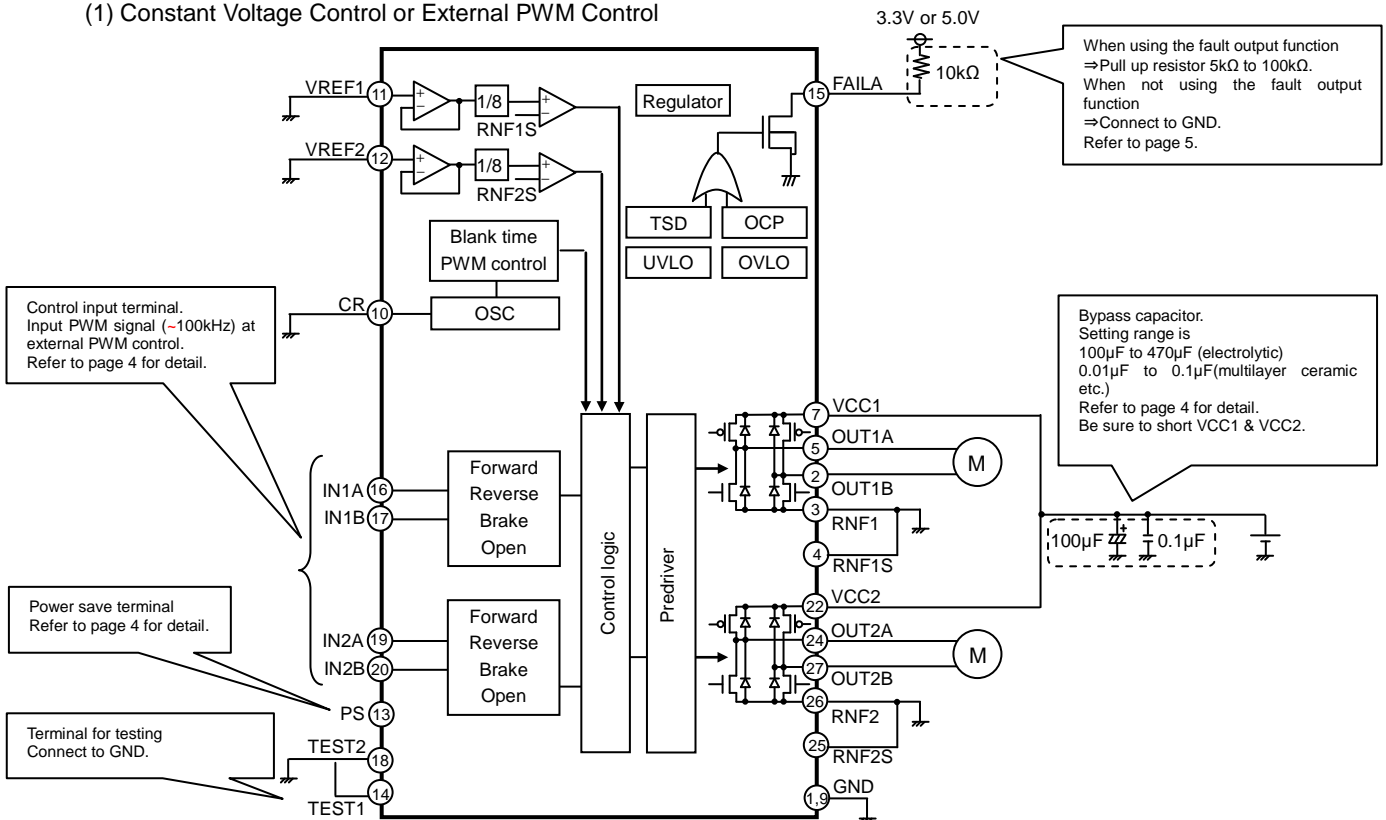 (1) Constant Voltage Control or External PWM Control
3.3V or 5.0V
10kΩ
When using the fault output function
⇒Pull up resistor 5kΩ to 100kΩ.
When not using the fault output
function
⇒Connect to GND.
Refer to page 5.
VREF1
11
+
−
1/8
RNF1S
+
−
Regulator
15
FAILA
VREF2
12
+
−
1/8
RNF2S
+
−
TSD
OCP
UVLO
OVLO
Blank time
PWM control
CR
10
OSC
Control input terminal.
Input PWM signal (~100kHz) at
external PWM control.
Refer to page 4 for detail.
Bypass capacitor.
Setting range is
100μF to 470μF (electrolytic)
0.01μF to 0.1μF(multilayer ceramic
etc.)
Refer to page 4 for detail.
Be sure to short VCC1 & VCC2.
IN1A
16
IN1B
17
Forward
Reverse
Brake
Open
Control logic
Predriver
7
VCC1
5
OUT1A
2
OUT1B
3
RNF1
4
RNF1S
M
100μF
+
0.1μF
Power save terminal
Refer to page 4 for detail.
IN2A
19
IN2B
20
Forward
Reverse
Brake
Open
22
VCC2
24
OUT2A
27
OUT2B
26
RNF2
25
RNF2S
M
PS
13
Terminal for testing
Connect to GND.
TEST2
18
14
TEST1
1,9
GND